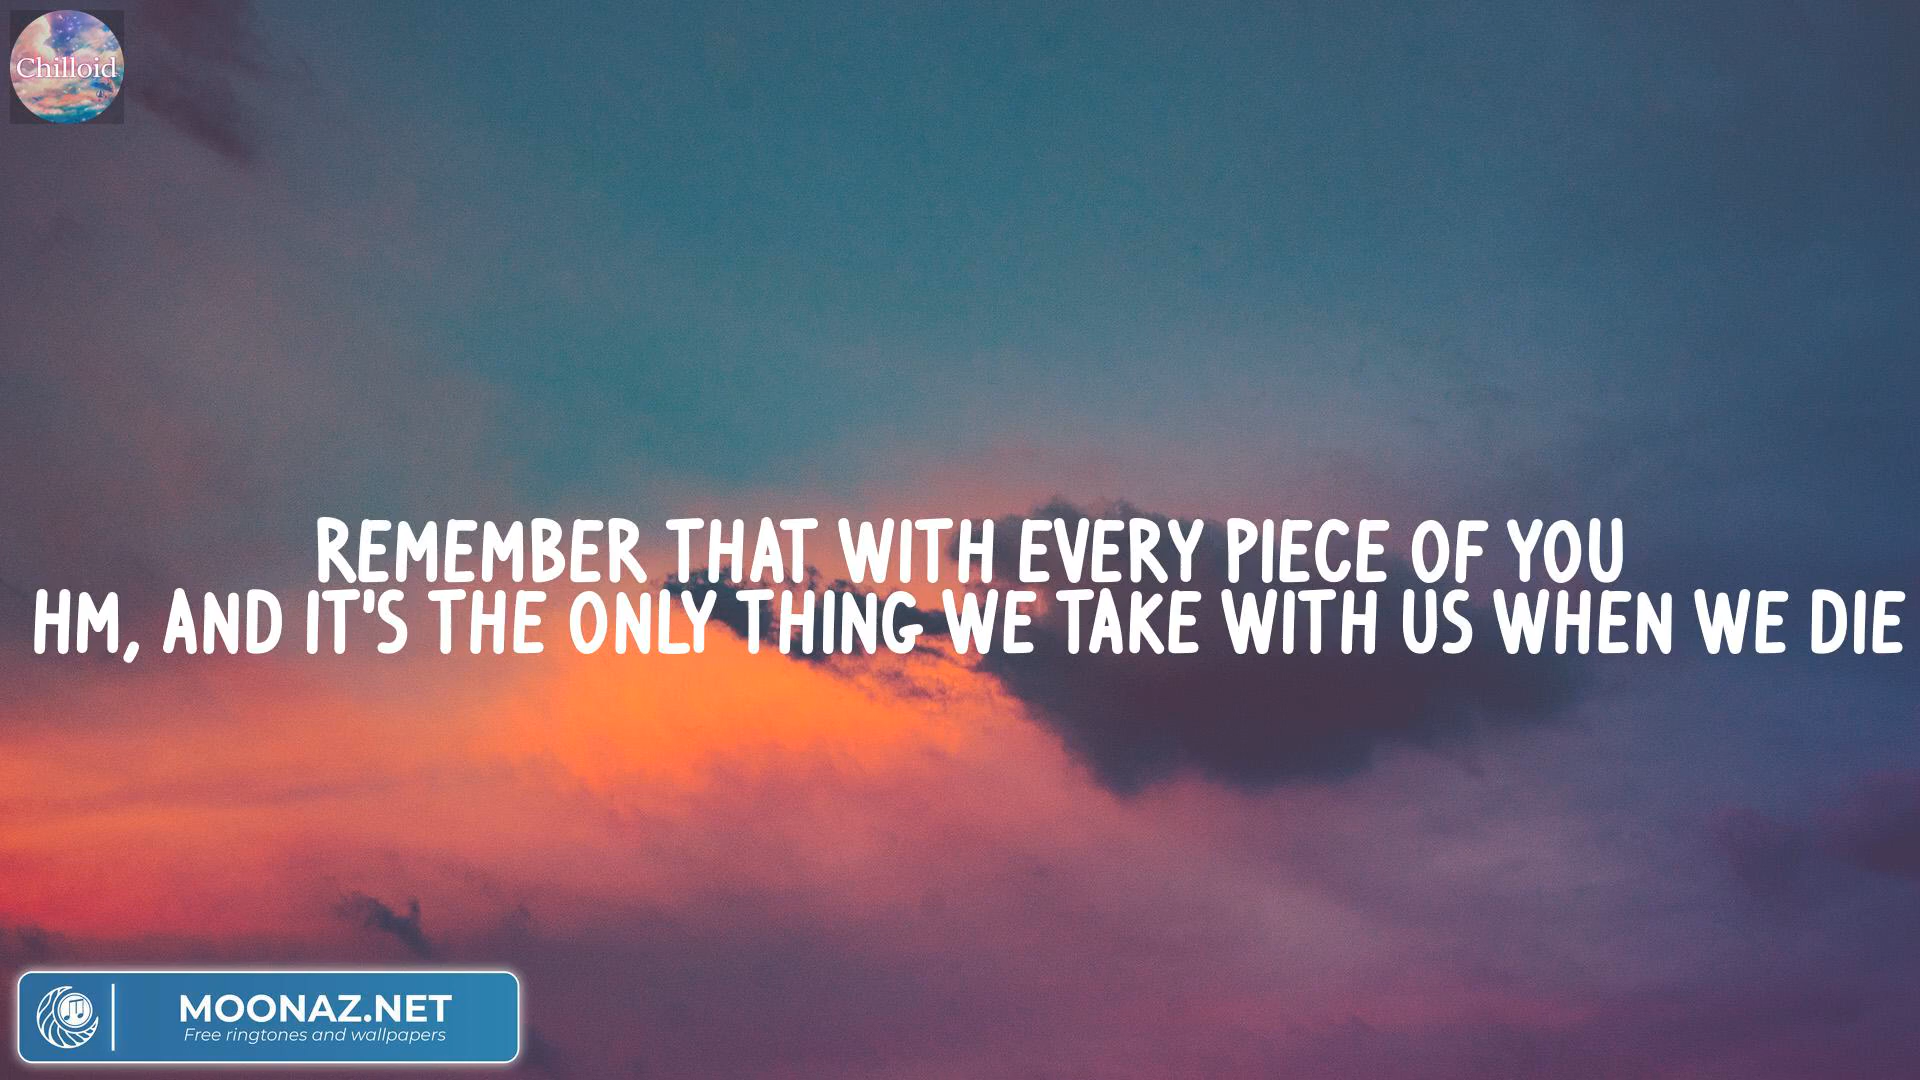 Chilloid
REMEMBER THAT WITH EVERY PIECE OF YOU
HM, AND IT'S THE ONLY THING WE TAKE WITH US WHEN WE DIE
MOONAZ.NET
Free ringtones and wallpapers